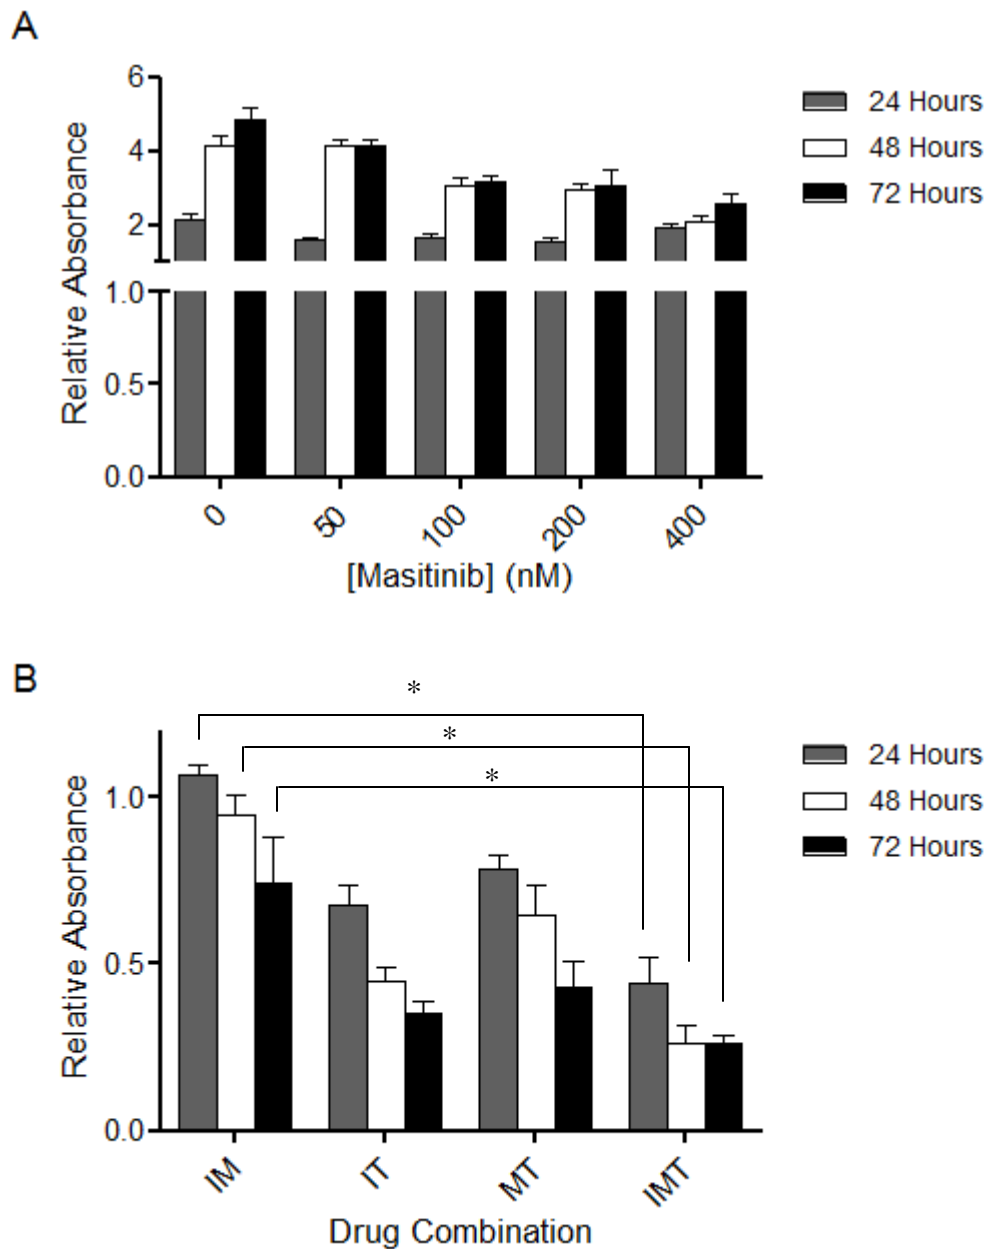 A
6
4
2
1.0
0.5
0.0
Relative Absorbance
0
50
100
200
400
[Masitinib] (nM)
24 Hours
48 Hours
72 Hours
B
*
*
*
1.0
0.5
0.0
Relative Absorbance
IM
IT
MT
IMT
Drug Combination
24 Hours
48 Hours
72 Hours